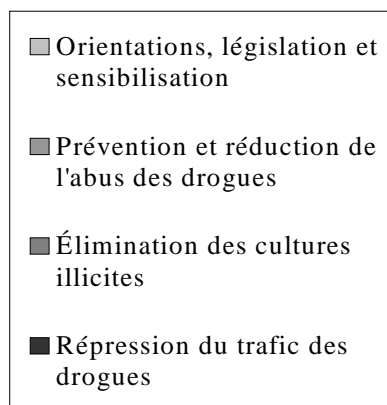 Orientations, législation et
sensibilisation
Prévention et réduction de
l'abus des drogues
Élimination des cultures
illicites
Répression du trafic des
drogues